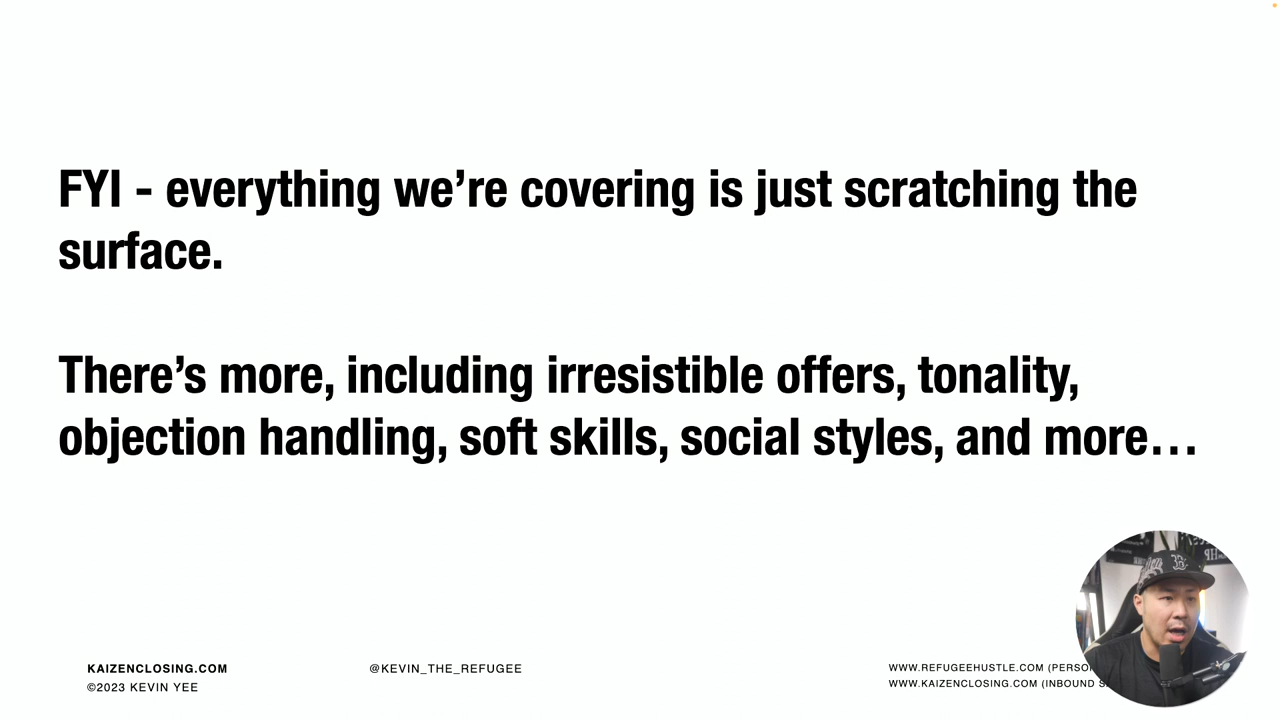 FYI - everything we’re covering is just scratching the
surface.
There’s more, including irresistible offers, tonality,
objection handling, soft skills, social styles, and more…
KAIZENCLOSING.COM
©2023 KEVIN YEE
@KEVIN_THE_REFUGEE
WWW.REFUGEEHUSTLE.COM
WWW.KAIZENCLOSING.COM (INBOUND